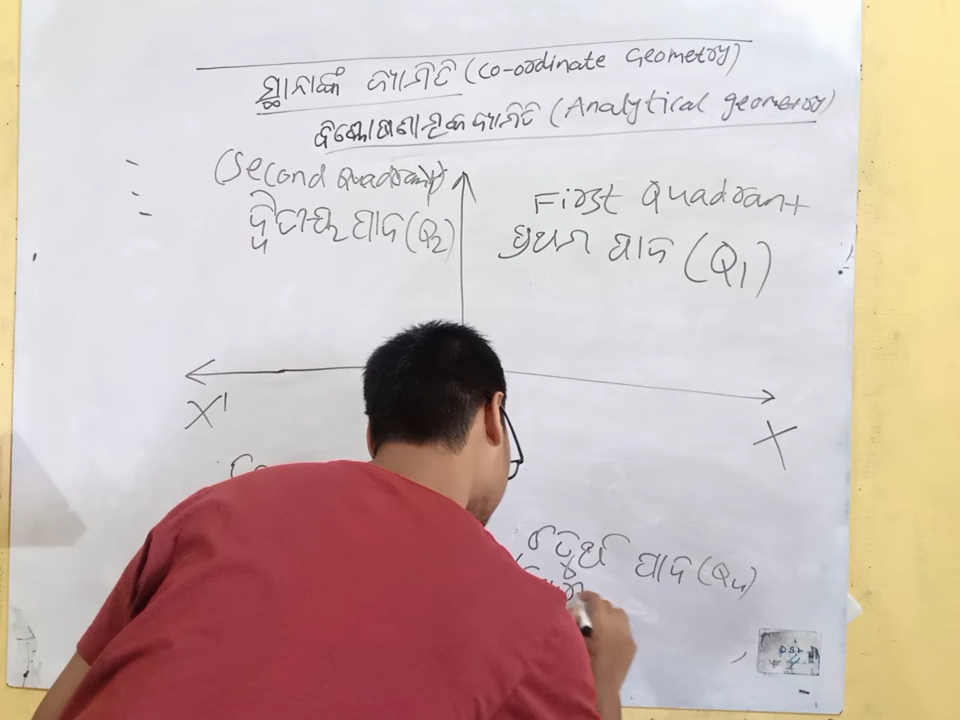 ସ୍ଥାନାଙ୍କ ଜ୍ୟାମିତି (Co-ordinate Geometry)
ବିଶ୍ଳେଷଣାତ୍ମକ ଜ୍ୟାମିତି (Analytical geometry)
(Second Quadrant)
ଦ୍ୱିତୀୟ ପାଦ (Q2)
First Quadrant
ପ୍ରଥମ ପାଦ (Q1)
X'
X
ଚତୁର୍ଥ ପାଦ (Q4)